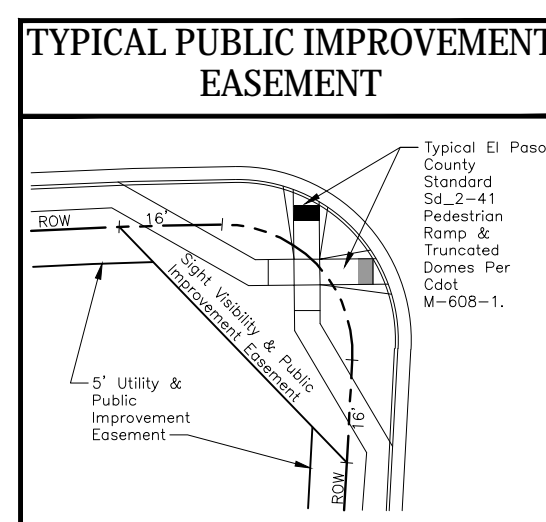 TYPICAL PUBLIC IMPROVEMENT
EASEMENT
Typical El Paso
County
Standard
Sd_2-41
Pedestrian
Ramp &
Truncated
Domes Per
Cdot
M-608-1.
ROW
16'
Sight Visibility & Public
Improvement Easement
5' Utility &
Public
Improvement
Easement
16'
ROW